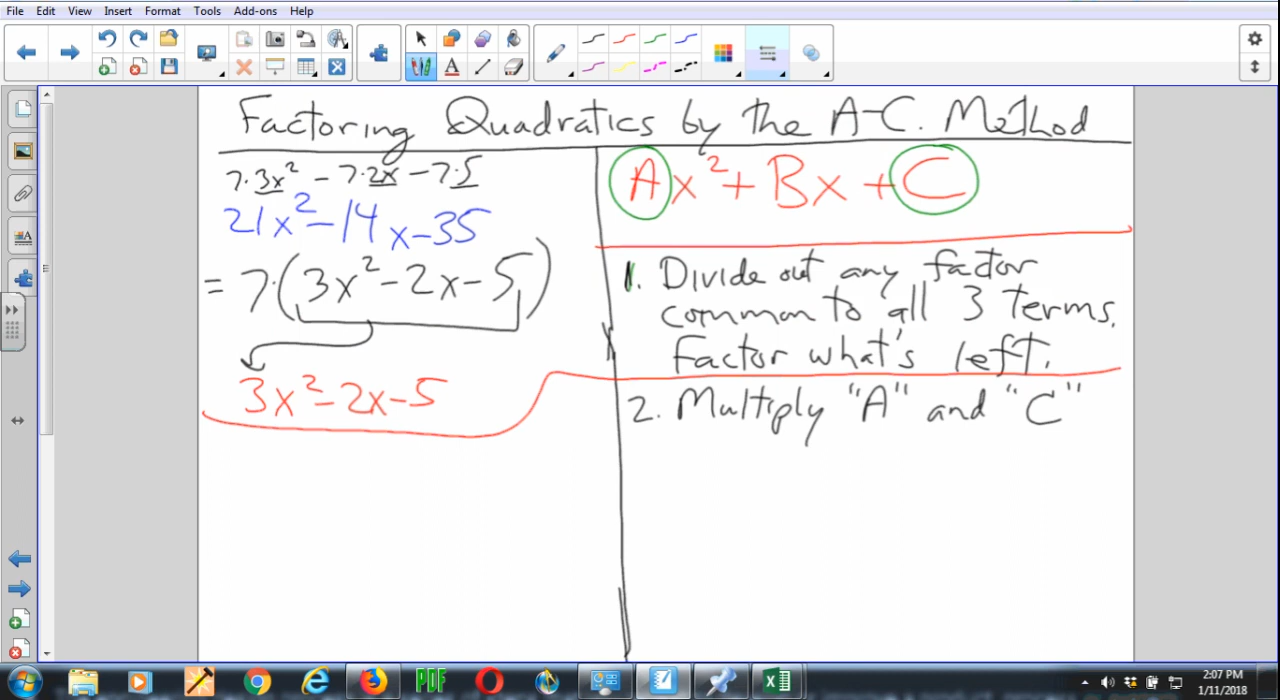 File Edit View Insert Format Tools Add-ons Help
Factoring Quadratics by the A-C. Method
7·3x² - 7·2x - 7·5
21x² - 14x - 35
= 7·(3x² - 2x - 5)
3x² - 2x - 5
Ax² + Bx + C
1. Divide out any factor
common to all 3 terms.
Factor what's left.
2. Multiply "A" and "C"
PDF
2:07 PM
1/11/2018